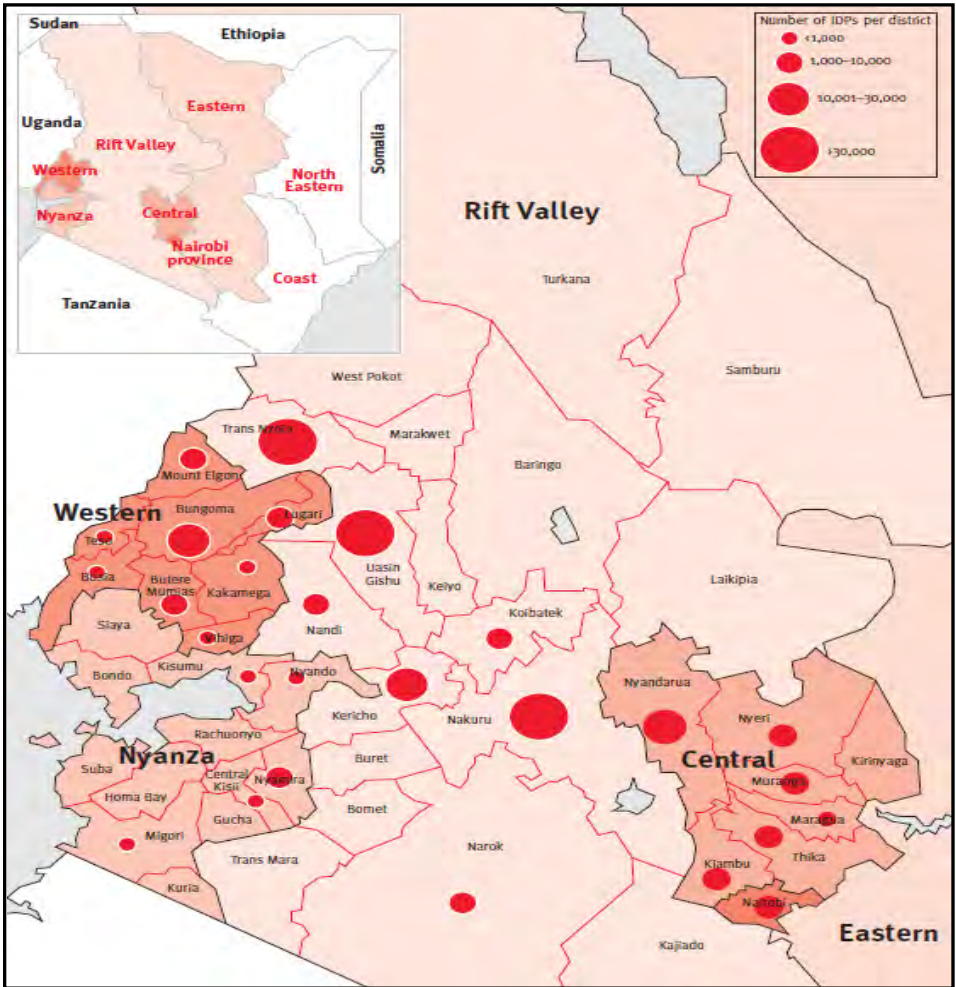 Sudan
Ethiopia
Eastern
Uganda
Rift Valley
Somalia
Western
North
Eastern
Nyanza
Central
Nairobi
province
Coast
Tanzania
Number of IDPs per district
<1,000
1,000–10,000
10,001–30,000
>30,000
Rift Valley
Turkana
Samburu
West Pokot
Trans Nzoia
Marakwet
Baringo
Mount Elgon
Western
Bungoma
Lugari
Teso
Uasin
Gishu
Keiyo
Busia
Butere
Mumias
Kakamega
Laikipia
Koibatek
Siaya
Vihiga
Nandi
Bondo
Kisumu
Nyando
Nyandarua
Kericho
Nakuru
Nyeri
Rachuonyo
Nyanza
Buret
Central
Kirinyaga
Suba
Central
Kisii
Nyamira
Muranga
Homa Bay
Bomet
Gucha
Maragua
Migori
Narok
Thika
Trans Mara
Kiambu
Kuria
Nairobi
Eastern
Kajiado